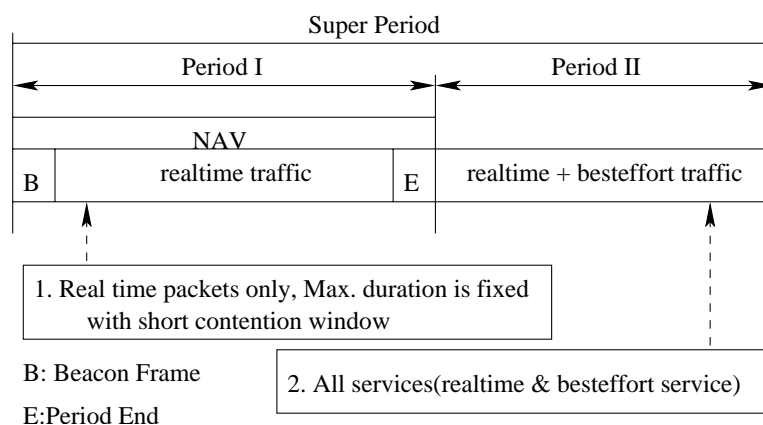 Super Period
Period I
Period II
NAV
B
realtime traffic
E
realtime + besteffort traffic
1. Real time packets only, Max. duration is fixed
with short contention window
B: Beacon Frame
2. All services(realtime & besteffort service)
E:Period End